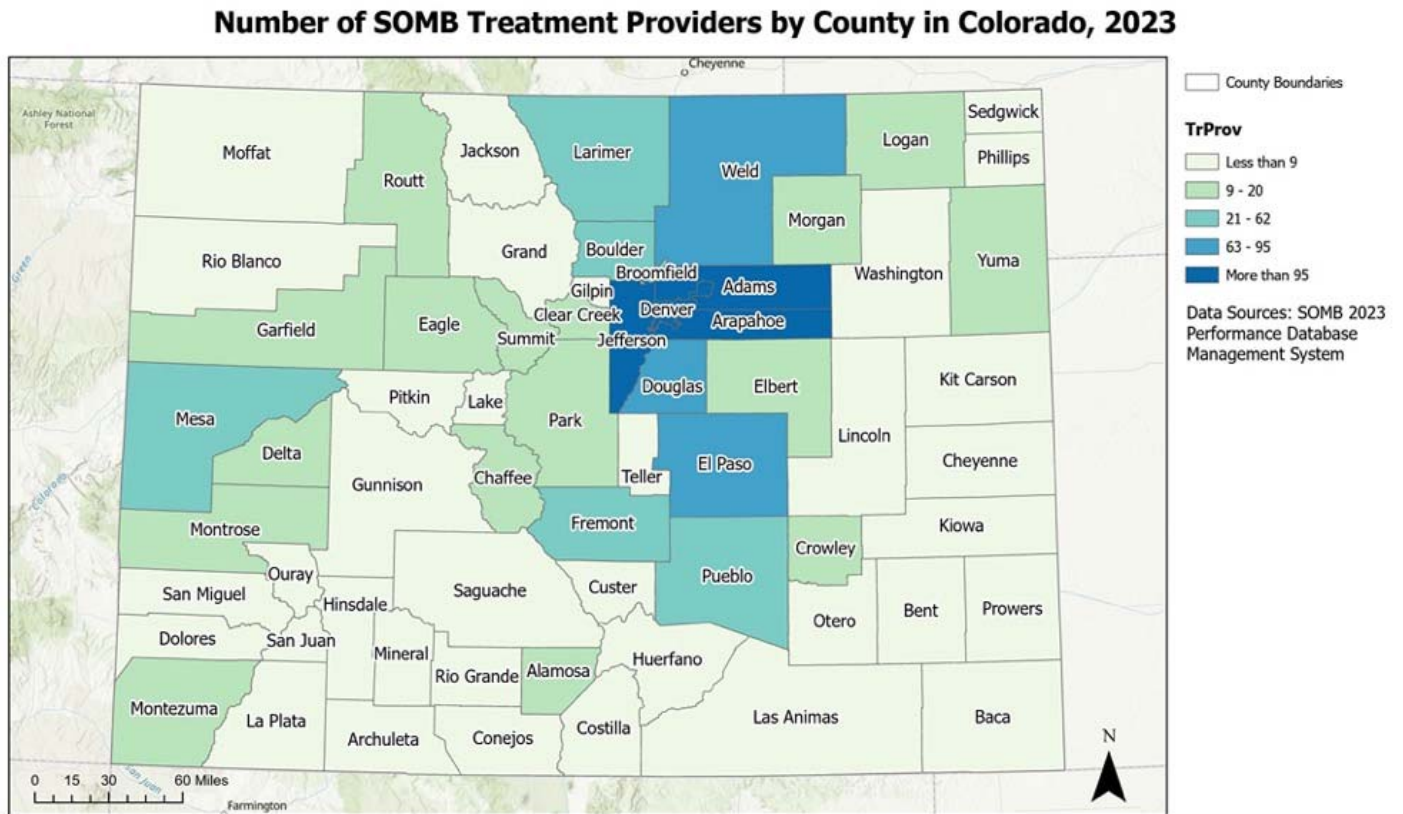 Number of SOMB Treatment Providers by County in Colorado, 2023
Cheyenne
County Boundaries
Ashley National
Forest
TrProv
Less than 9
9 - 20
21 - 62
63 - 95
More than 95
Data Sources: SOMB 2023
Performance Database
Management System
Moffat
Routt
Jackson
Larimer
Weld
Logan
Sedgwick
Phillips
Morgan
Rio Blanco
Grand
Boulder
Broomfield
Washington
Yuma
Green
Gilpin
Adams
Clear Creek
Denver
Arapahoe
Garfield
Eagle
Summit
Jefferson
Mesa
Pitkin
Lake
Park
Douglas
Elbert
Kit Carson
Delta
Gunnison
Chaffee
Teller
El Paso
Lincoln
Cheyenne
Colorado
Montrose
Fremont
Crowley
Kiowa
Ouray
San Miguel
Hinsdale
Saguache
Custer
Pueblo
Otero
Bent
Prowers
Dolores
San Juan
Mineral
Rio Grande
Alamosa
Huerfano
Montezuma
La Plata
Archuleta
Conejos
Costilla
Las Animas
Baca
N
0 15 30 60 Miles
San Juan
Farmington